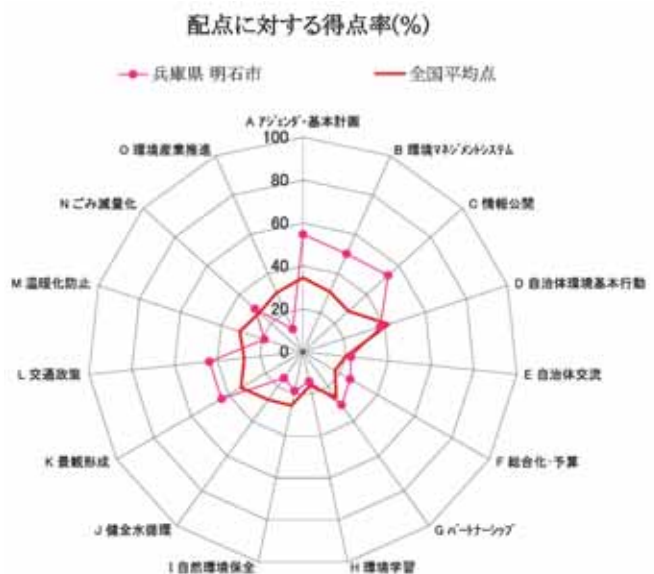 配点に対する得点率(%)
兵庫県 明石市
全国平均点
A アジェンダ・基本計画
B 環境マネジメントシステム
C 情報公開
D 自治体環境基本行動
E 自治体交流
F 総合化・予算
G パートナーシップ
H 環境学習
I 自然環境保全
J 健全水循環
K 景観形成
L 交通政策
M 温暖化防止
N ごみ減量化
O 環境産業推進
100
80
60
40
20
0